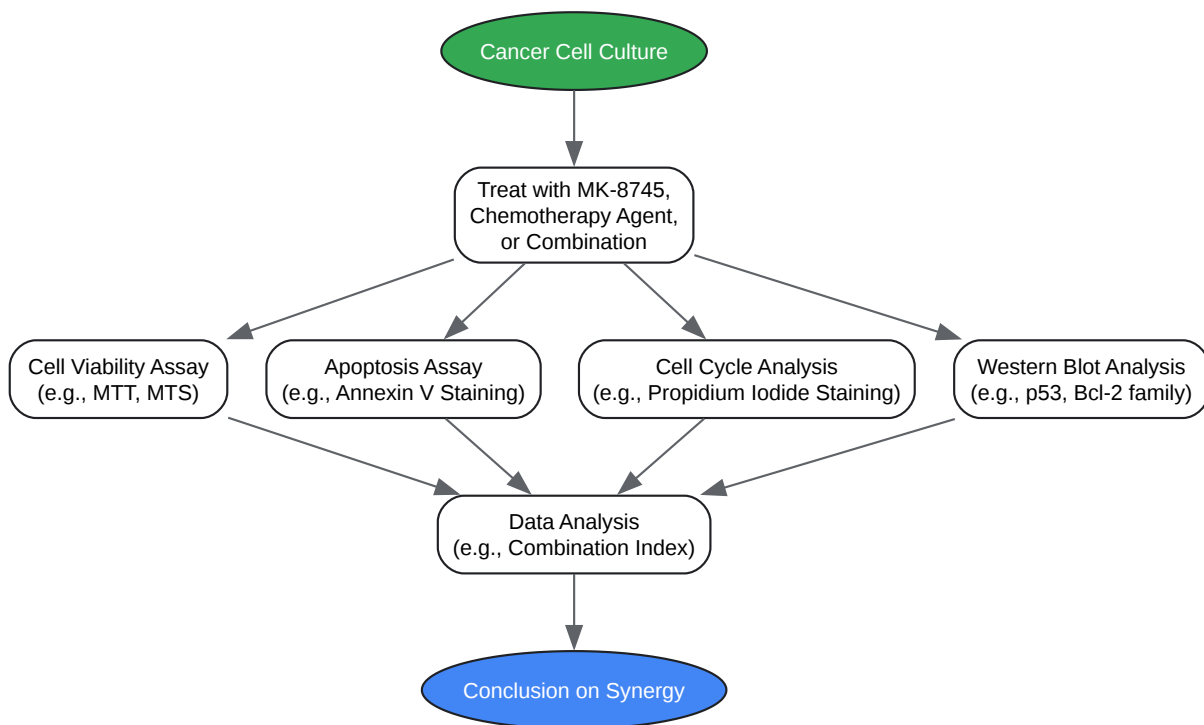 Cancer Cell Culture
Treat with MK-8745,
Chemotherapy Agent,
or Combination
Cell Viability Assay
(e.g., MTT, MTS)
Apoptosis Assay
(e.g., Annexin V Staining)
Cell Cycle Analysis
(e.g., Propidium Iodide Staining)
Western Blot Analysis
(e.g., p53, Bcl-2 family)
Data Analysis
(e.g., Combination Index)
Conclusion on Synergy